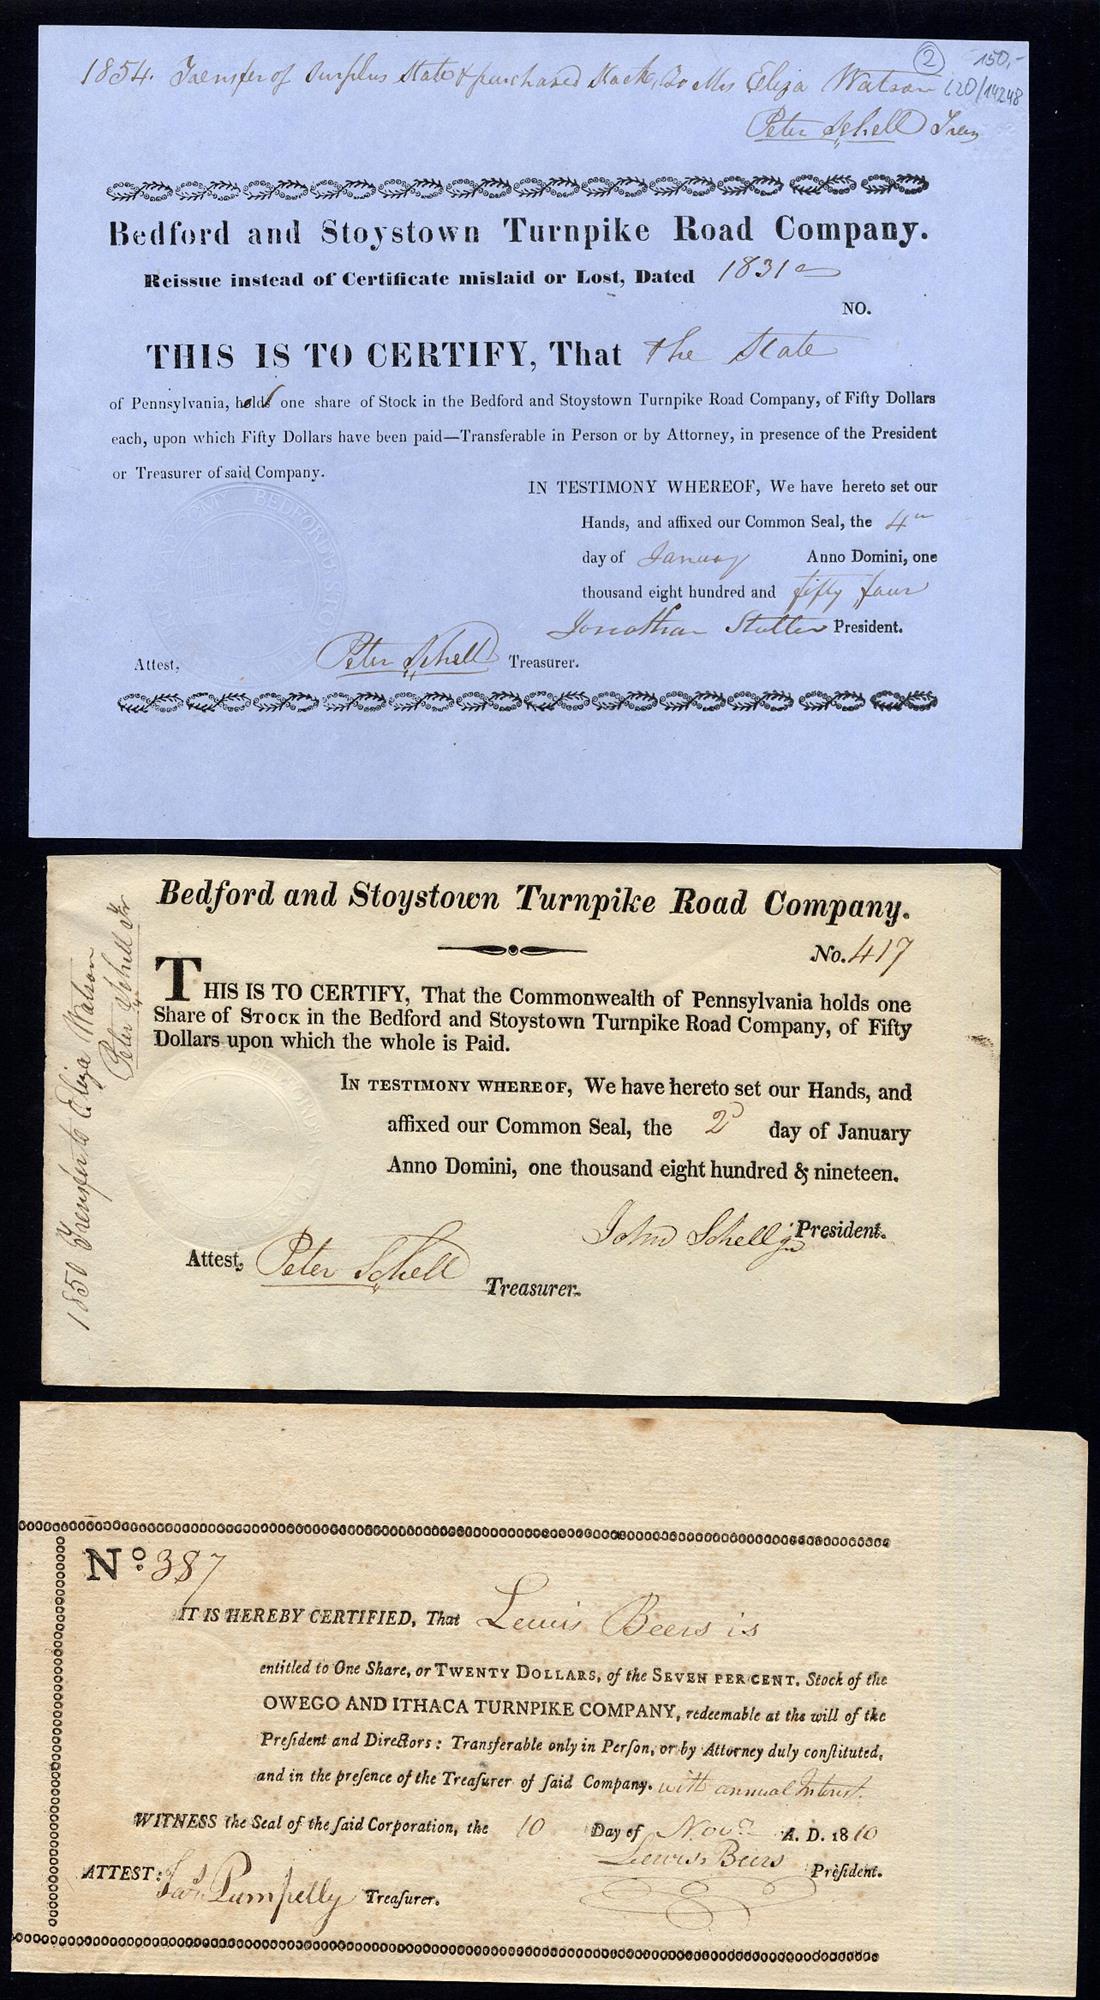 2
150,-
1854. Transfer of Surplus State & purchased Stock, To Mrs Eliza Watson
120/14248
Peter Schell Treas
Bedford and Stoystown Turnpike Road Company.
Reissue instead of Certificate mislaid or Lost, Dated 1831
NO.
THIS IS TO CERTIFY, That the State
of Pennsylvania, holds one share of Stock in the Bedford and Stoystown Turnpike Road Company, of Fifty Dollars
each, upon which Fifty Dollars have been paid—Transferable in Person or by Attorney, in presence of the President
or Treasurer of said Company.
IN TESTIMONY WHEREOF, We have hereto set our
Hands, and affixed our Common Seal, the 4th
day of January Anno Domini, one
thousand eight hundred and fifty four
Jonathan President.
Attest, Peter Schell Treasurer.
BEDFORD
Bedford and Stoystown Turnpike Road Company.
No. 417
THIS IS TO CERTIFY, That the Commonwealth of Pennsylvania holds one
Share of STOCK in the Bedford and Stoystown Turnpike Road Company, of Fifty
Dollars upon which the whole is Paid.
IN TESTIMONY WHEREOF, We have hereto set our Hands, and
affixed our Common Seal, the 2d day of January
Anno Domini, one thousand eight hundred & nineteen.
John Schell jr President.
Attest, Peter Schell
Treasurer.
1850 Transfer to Eliza Watson
Peter Schell Tr
No. 387
IT IS HEREBY CERTIFIED, That Lewis Beers is
entitled to One Share, or TWENTY DOLLARS, of the SEVEN PER CENT. Stock of the
OWEGO AND ITHACA TURNPIKE COMPANY, redeemable at the will of the
Preſident and Directors: Transferable only in Perſon, or by Attorney duly conſtituted,
and in the preſence of the Treaſurer of ſaid Company. with annual Interest.
WITNESS the Seal of the ſaid Corporation, the 10 Day of Novr. A. D. 1810
Lewis Beers Preſident.
ATTEST: Jas. Pumpelly Treaſurer.